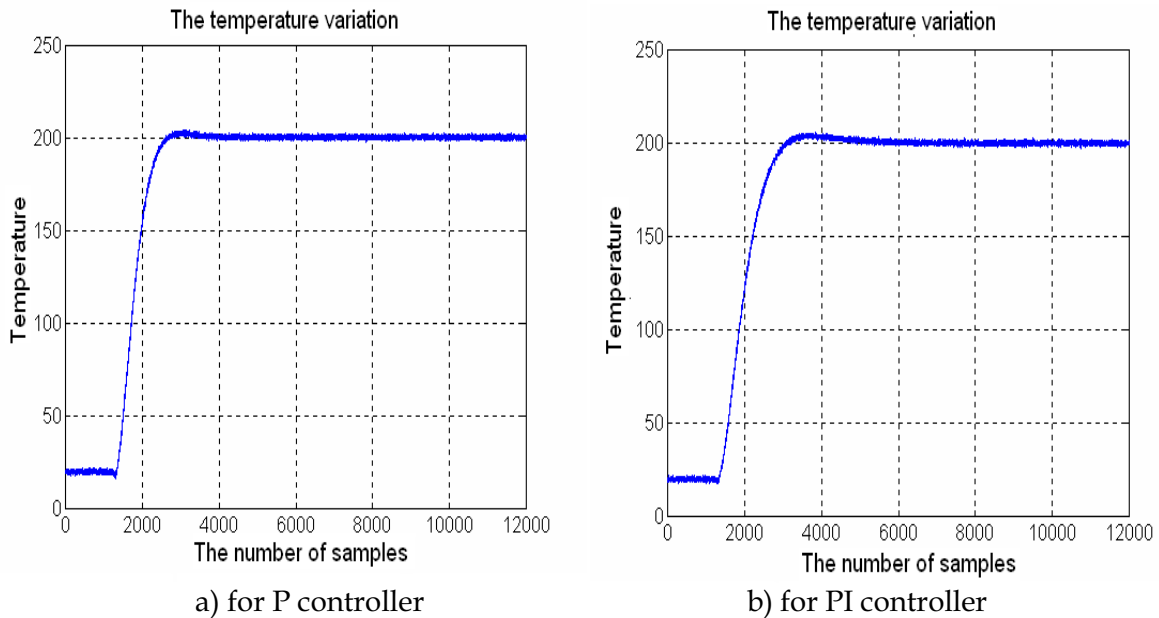 The temperature variation
250
200
150
100
50
0
Temperature
0 2000 4000 6000 8000 10000 12000
The number of samples
a) for P controller
The temperature variation
250
200
150
100
50
0
Temperature
0 2000 4000 6000 8000 10000 12000
The number of samples
b) for PI controller